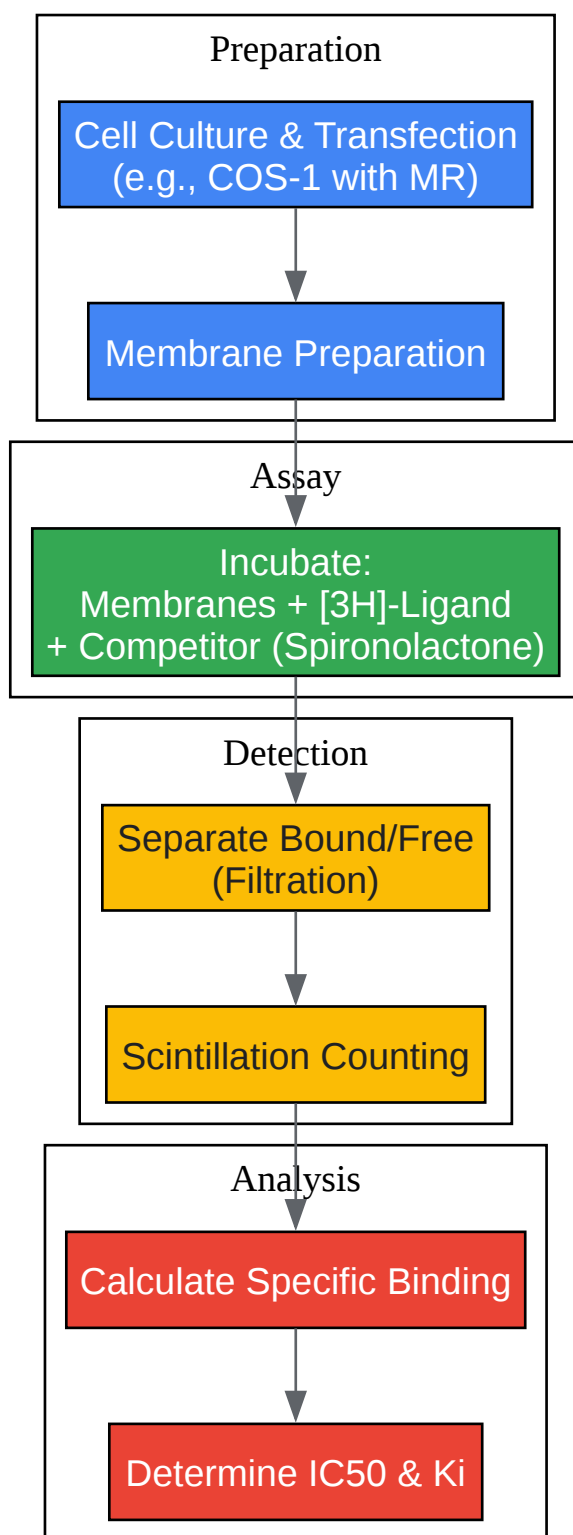 Preparation
Cell Culture & Transfection
(e.g., COS-1 with MR)
Membrane Preparation
Assay
Incubate:
Membranes + [3H]-Ligand
+ Competitor (Spironolactone)
Detection
Separate Bound/Free
(Filtration)
Scintillation Counting
Analysis
Calculate Specific Binding
Determine IC50 & Ki